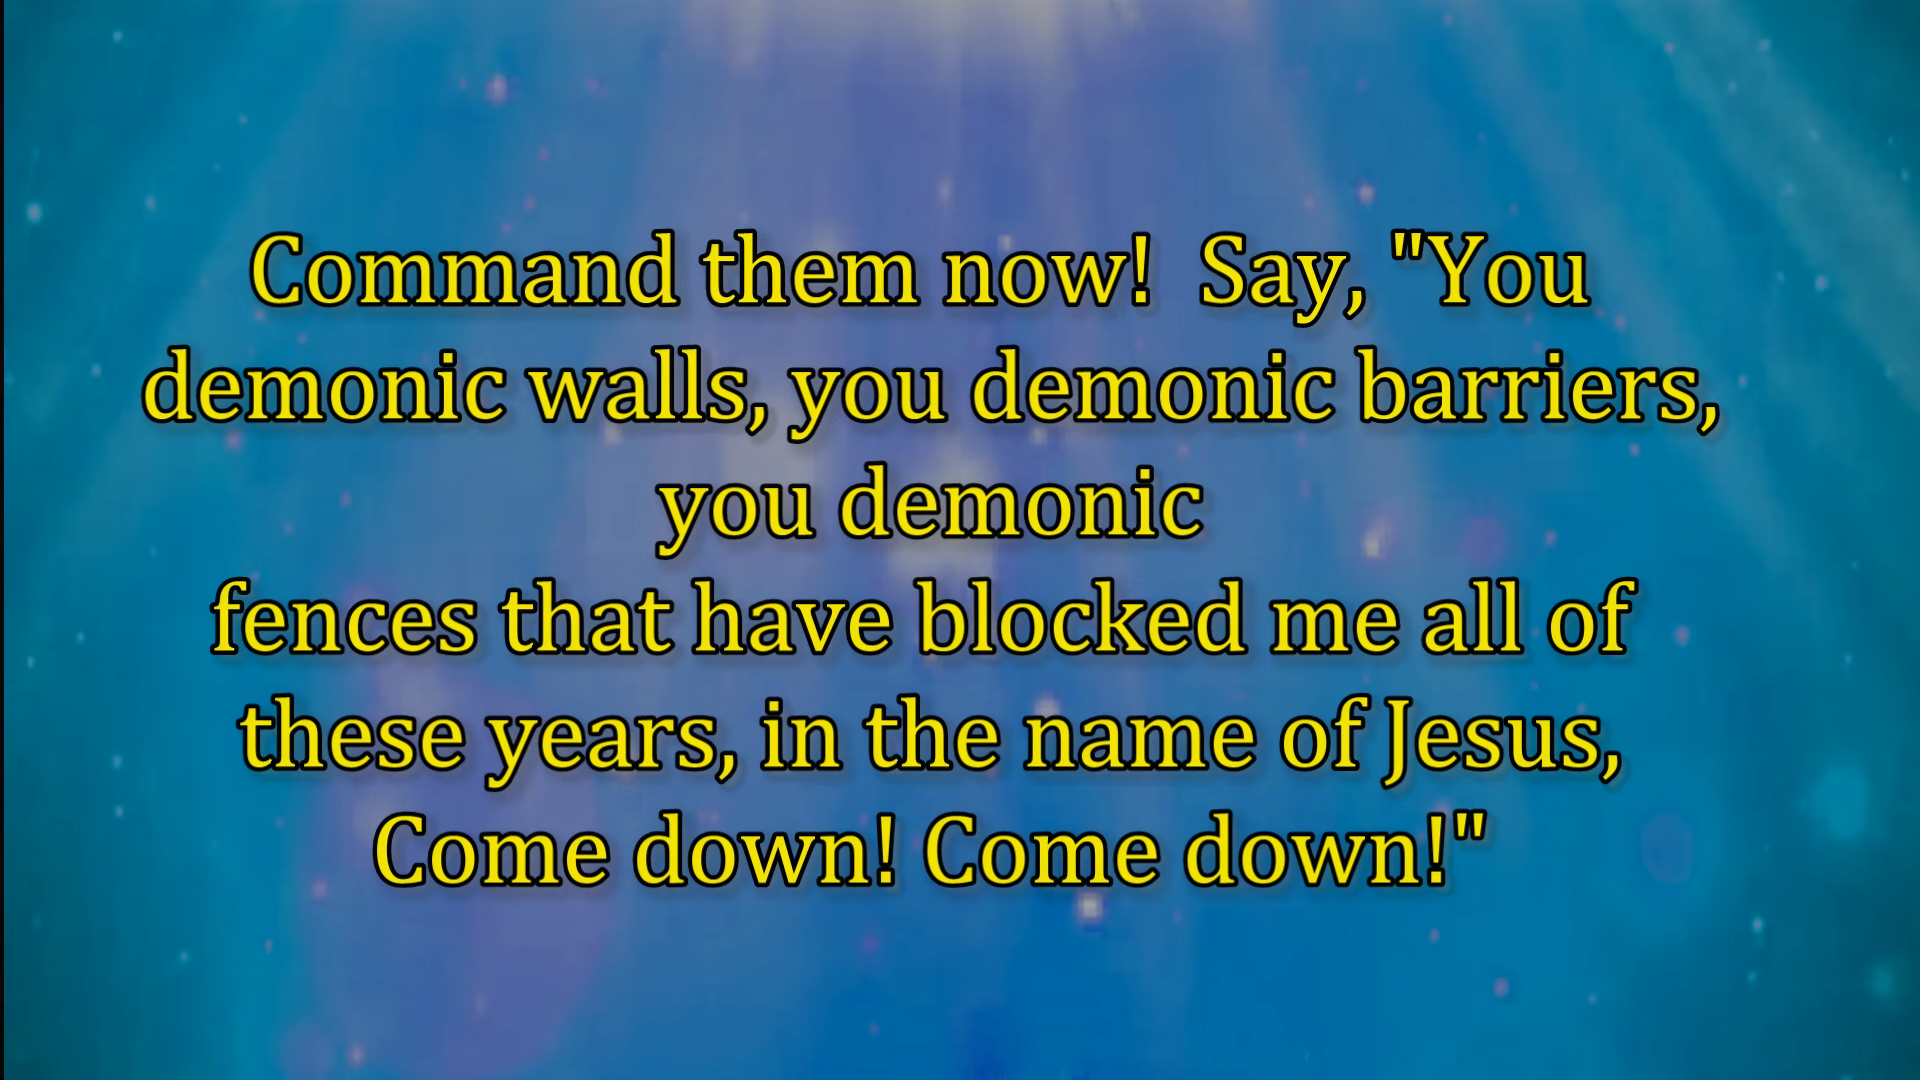 Command them now!  Say, "You
demonic walls, you demonic barriers,
you demonic
fences that have blocked me all of
these years, in the name of Jesus,
Come down! Come down!"